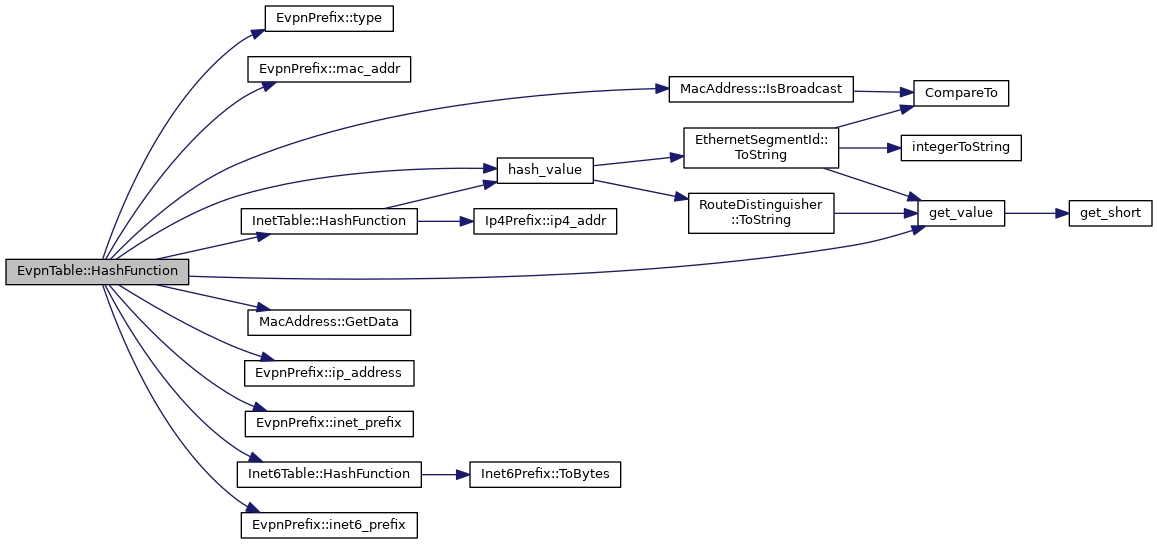 EvpnPrefix::type
EvpnPrefix::mac_addr
MacAddress::IsBroadcast
CompareTo
EthernetSegmentId::
ToString
integerToString
hash_value
RouteDistinguisher
::ToString
get_value
get_short
InetTable::HashFunction
Ip4Prefix::ip4_addr
EvpnTable::HashFunction
MacAddress::GetData
EvpnPrefix::ip_address
EvpnPrefix::inet_prefix
Inet6Table::HashFunction
Inet6Prefix::ToBytes
EvpnPrefix::inet6_prefix